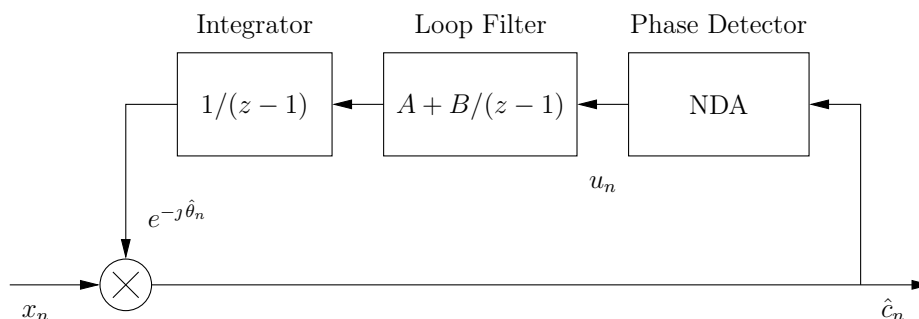 Integrator Loop Filter Phase Detector
1/(z − 1) A + B/(z − 1) NDA
u_n
e^{−ȷθ̂_n}
x_n ĉ_n